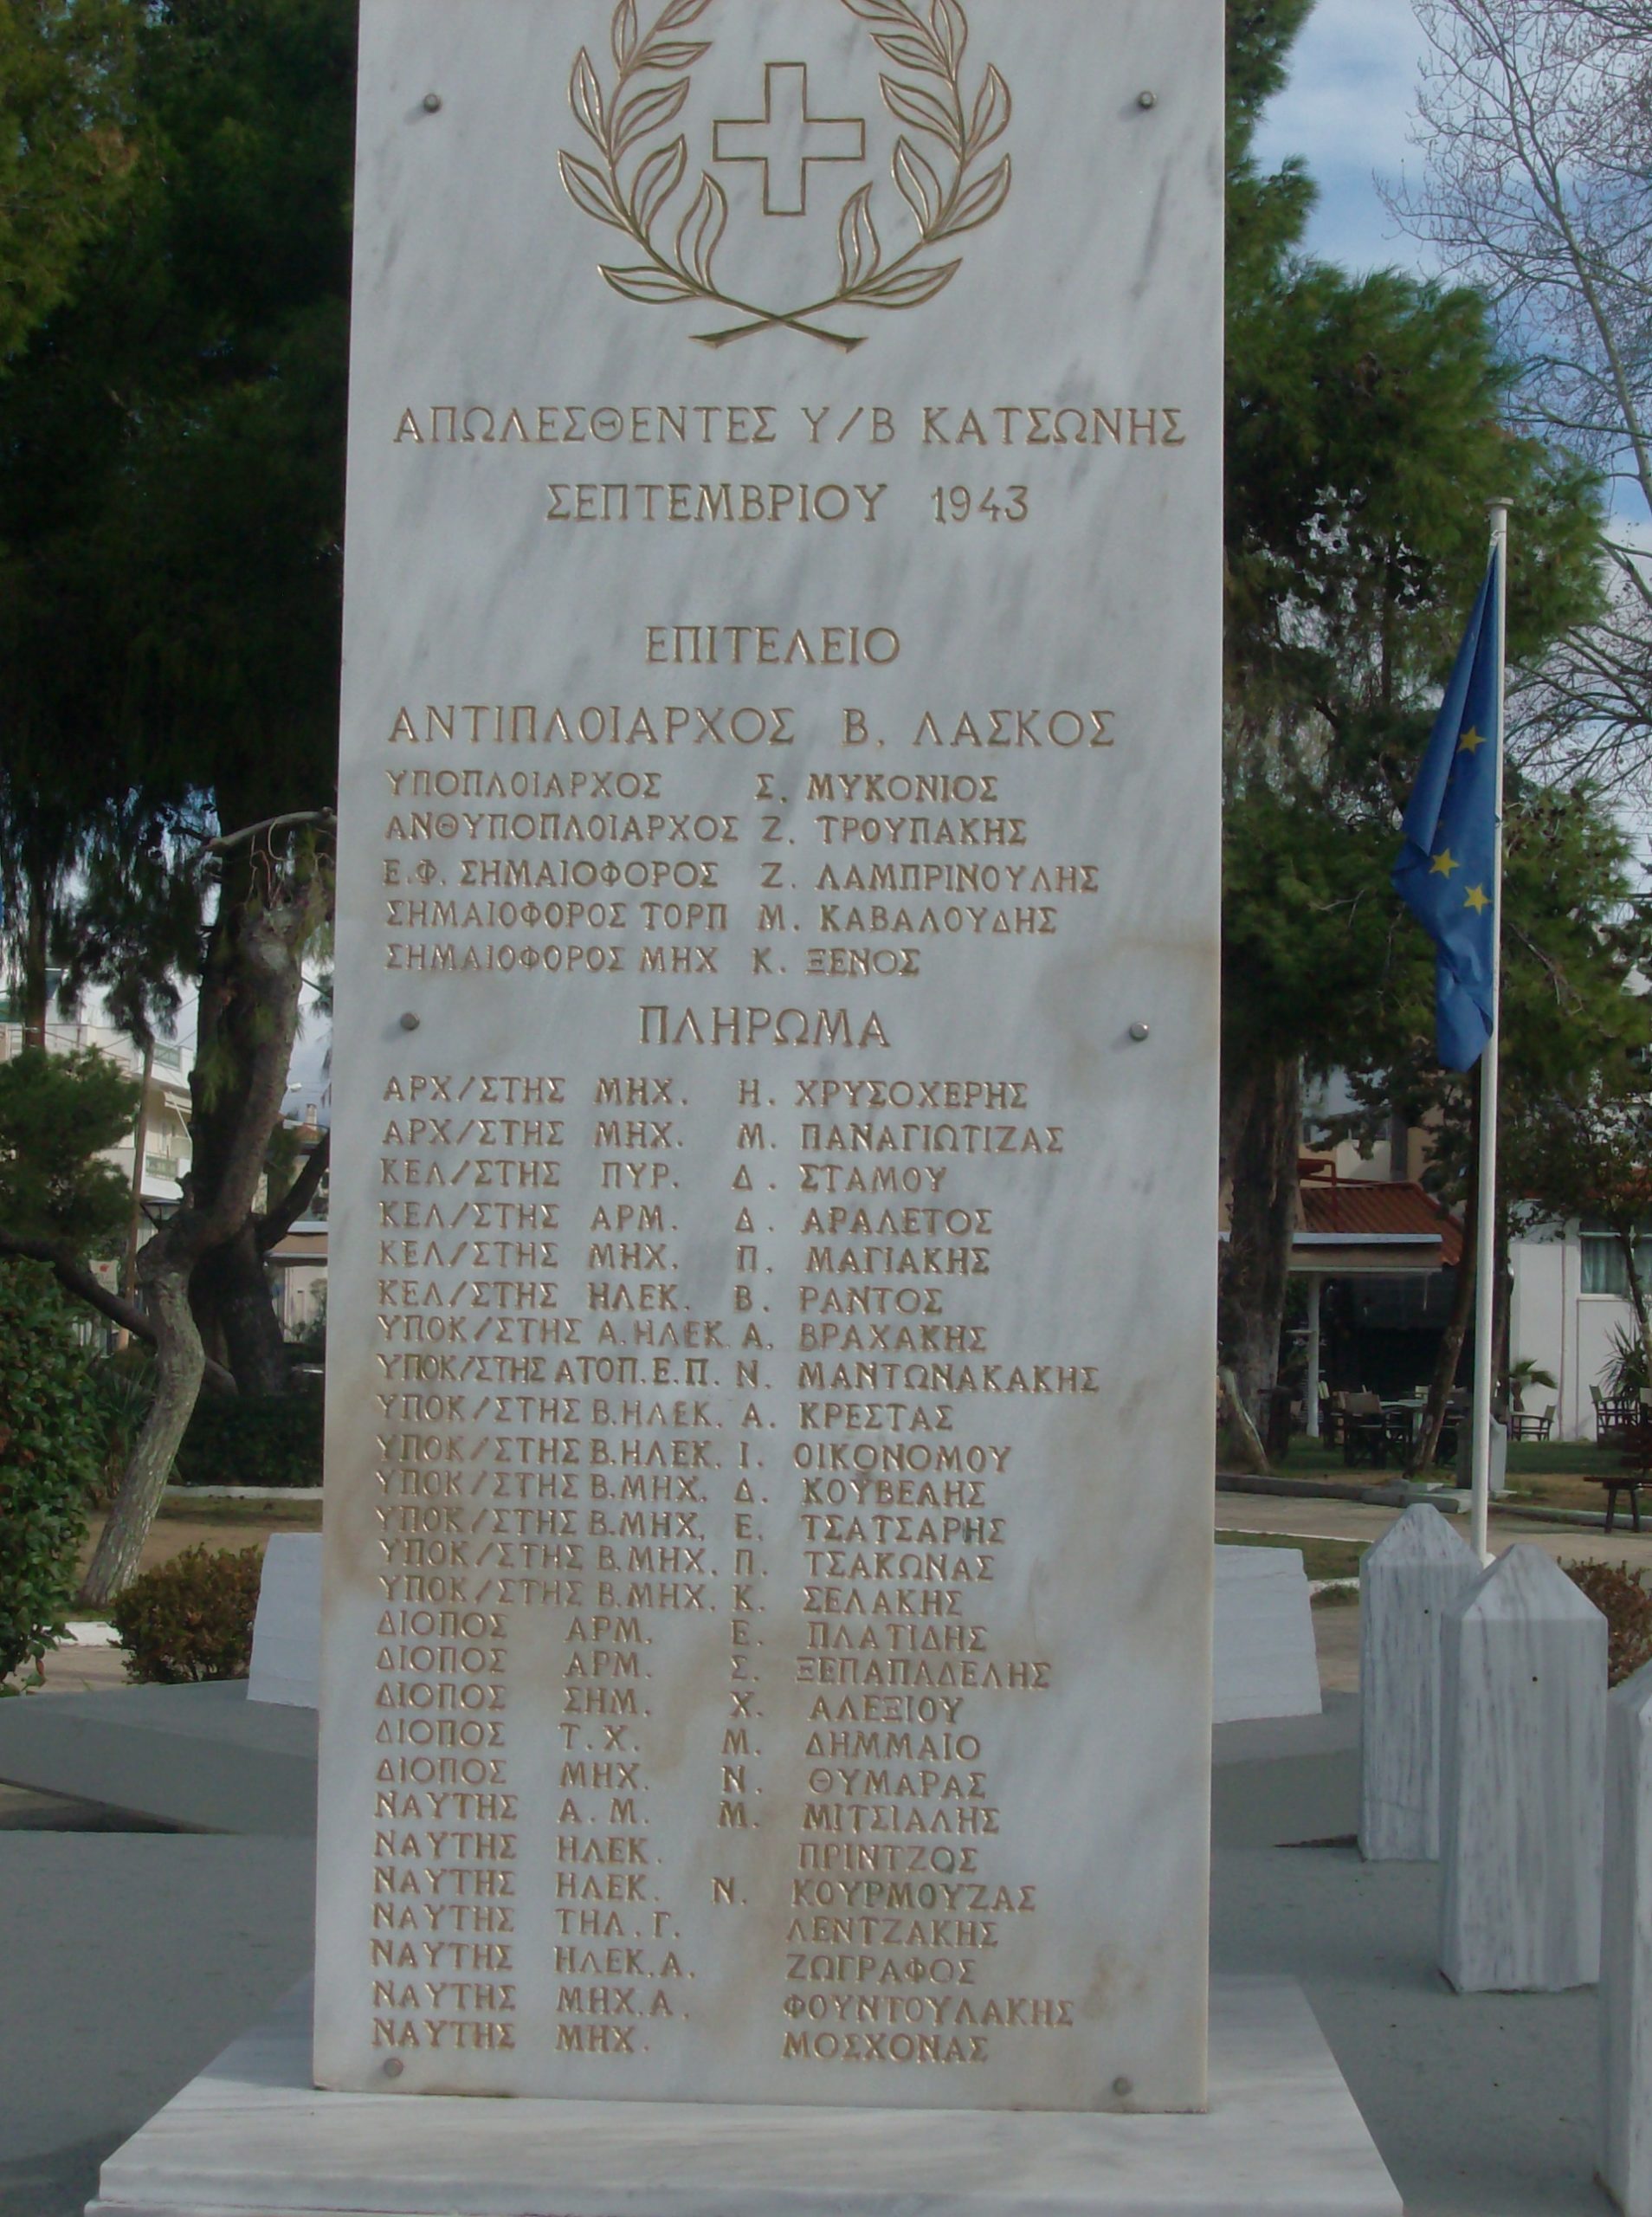 ΑΠΩΛΕΣΘΕΝΤΕΣ Υ/Β ΚΑΤΣΩΝΗΣ
ΣΕΠΤΕΜΒΡΙΟΥ 1943
ΕΠΙΤΕΛΕΙΟ
ΑΝΤΙΠΛΟΙΑΡΧΟΣ Β. ΛΑΣΚΟΣ
ΥΠΟΠΛΟΙΑΡΧΟΣ Σ. ΜΥΚΟΝΙΟΣ
ΑΝΘΥΠΟΠΛΟΙΑΡΧΟΣ Ζ. ΤΡΟΥΠΑΚΗΣ
Ε.Φ. ΣΗΜΑΙΟΦΟΡΟΣ Ζ. ΛΑΜΠΡΙΝΟΥΛΗΣ
ΣΗΜΑΙΟΦΟΡΟΣ ΤΟΡΠ Μ. ΚΑΒΑΛΟΥΔΗΣ
ΣΗΜΑΙΟΦΟΡΟΣ ΜΗΧ Κ. ΞΕΝΟΣ
ΠΛΗΡΩΜΑ
ΑΡΧ/ΣΤΗΣ ΜΗΧ. Η. ΧΡΥΣΟΧΕΡΗΣ
ΑΡΧ/ΣΤΗΣ ΜΗΧ. Μ. ΠΑΝΑΓΙΩΤΙΖΑΣ
ΚΕΛ/ΣΤΗΣ ΠΥΡ. Δ. ΣΤΑΜΟΥ
ΚΕΛ/ΣΤΗΣ ΑΡΜ. Δ. ΑΡΑΛΕΤΟΣ
ΚΕΛ/ΣΤΗΣ ΜΗΧ. Π. ΜΑΓΙΑΚΗΣ
ΚΕΛ/ΣΤΗΣ ΗΛΕΚ. Β. ΡΑΝΤΟΣ
ΥΠΟΚ/ΣΤΗΣ Α.ΗΛΕΚ. Α. ΒΡΑΧΑΚΗΣ
ΥΠΟΚ/ΣΤΗΣ ΑΤΟΠ.Ε.Π. Ν. ΜΑΝΤΩΝΑΚΑΚΗΣ
ΥΠΟΚ/ΣΤΗΣ Β.ΗΛΕΚ. Α. ΚΡΕΣΤΑΣ
ΥΠΟΚ/ΣΤΗΣ Β.ΗΛΕΚ. Ι. ΟΙΚΟΝΟΜΟΥ
ΥΠΟΚ/ΣΤΗΣ Β.ΜΗΧ. Δ. ΚΟΥΒΕΛΗΣ
ΥΠΟΚ/ΣΤΗΣ Β.ΜΗΧ. Ε. ΤΣΑΤΣΑΡΗΣ
ΥΠΟΚ/ΣΤΗΣ Β.ΜΗΧ. Π. ΤΣΑΚΩΝΑΣ
ΥΠΟΚ/ΣΤΗΣ Β.ΜΗΧ. Κ. ΣΕΛΑΚΗΣ
ΔΙΟΠΟΣ ΑΡΜ. Ε. ΠΛΑΤΙΔΗΣ
ΔΙΟΠΟΣ ΑΡΜ. Σ. ΞΕΠΑΠΑΔΕΛΗΣ
ΔΙΟΠΟΣ ΣΗΜ. Χ. ΑΛΕΞΙΟΥ
ΔΙΟΠΟΣ Τ.Χ. Μ. ΔΗΜΜΑΙΟ
ΔΙΟΠΟΣ ΜΗΧ. Ν. ΘΥΜΑΡΑΣ
ΝΑΥΤΗΣ Α.Μ. Μ. ΜΙΤΣΙΑΛΗΣ
ΝΑΥΤΗΣ ΗΛΕΚ. ΠΡΙΝΤΖΟΣ
ΝΑΥΤΗΣ ΗΛΕΚ. Ν. ΚΟΥΡΜΟΥΖΑΣ
ΝΑΥΤΗΣ ΤΗΛ.Γ. ΛΕΝΤΖΑΚΗΣ
ΝΑΥΤΗΣ ΗΛΕΚ.Α. ΖΩΓΡΑΦΟΣ
ΝΑΥΤΗΣ ΜΗΧ.Α. ΦΟΥΝΤΟΥΛΑΚΗΣ
ΝΑΥΤΗΣ ΜΗΧ. ΜΟΣΧΟΝΑΣ